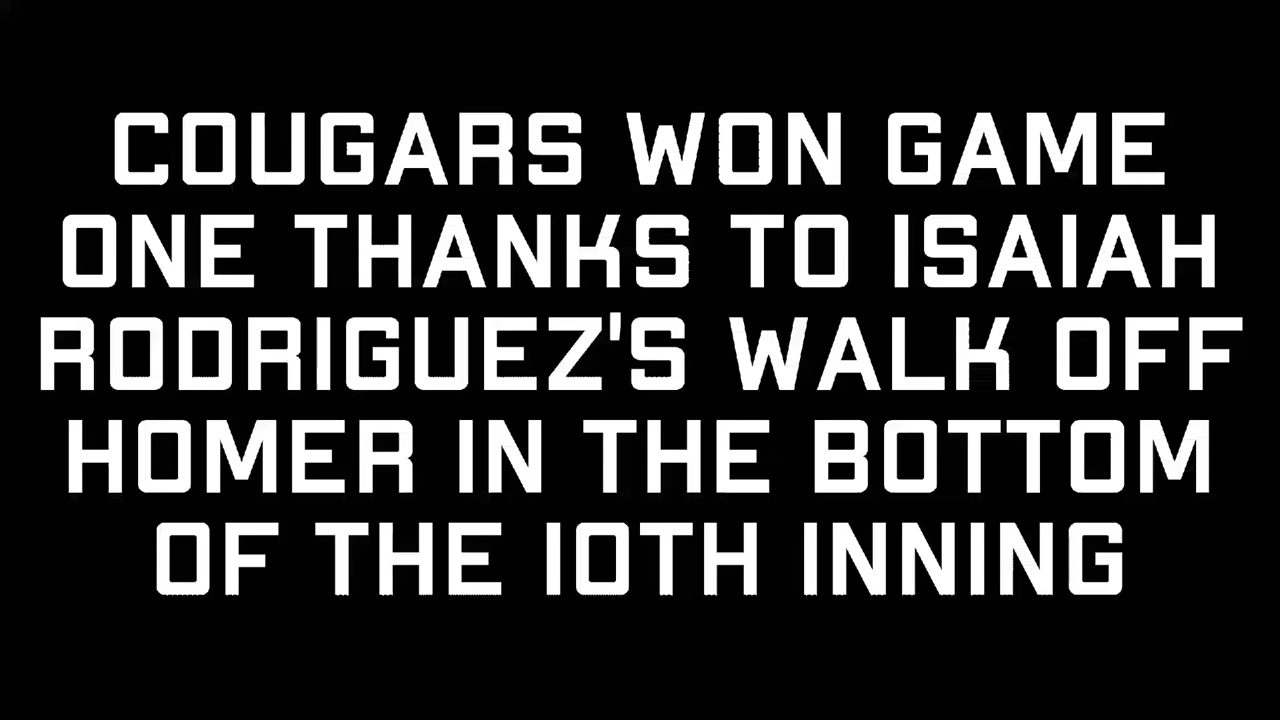 COUGARS WON GAME
ONE THANKS TO ISAIAH
RODRIGUEZ'S WALK OFF
HOMER IN THE BOTTOM
OF THE 10TH INNING